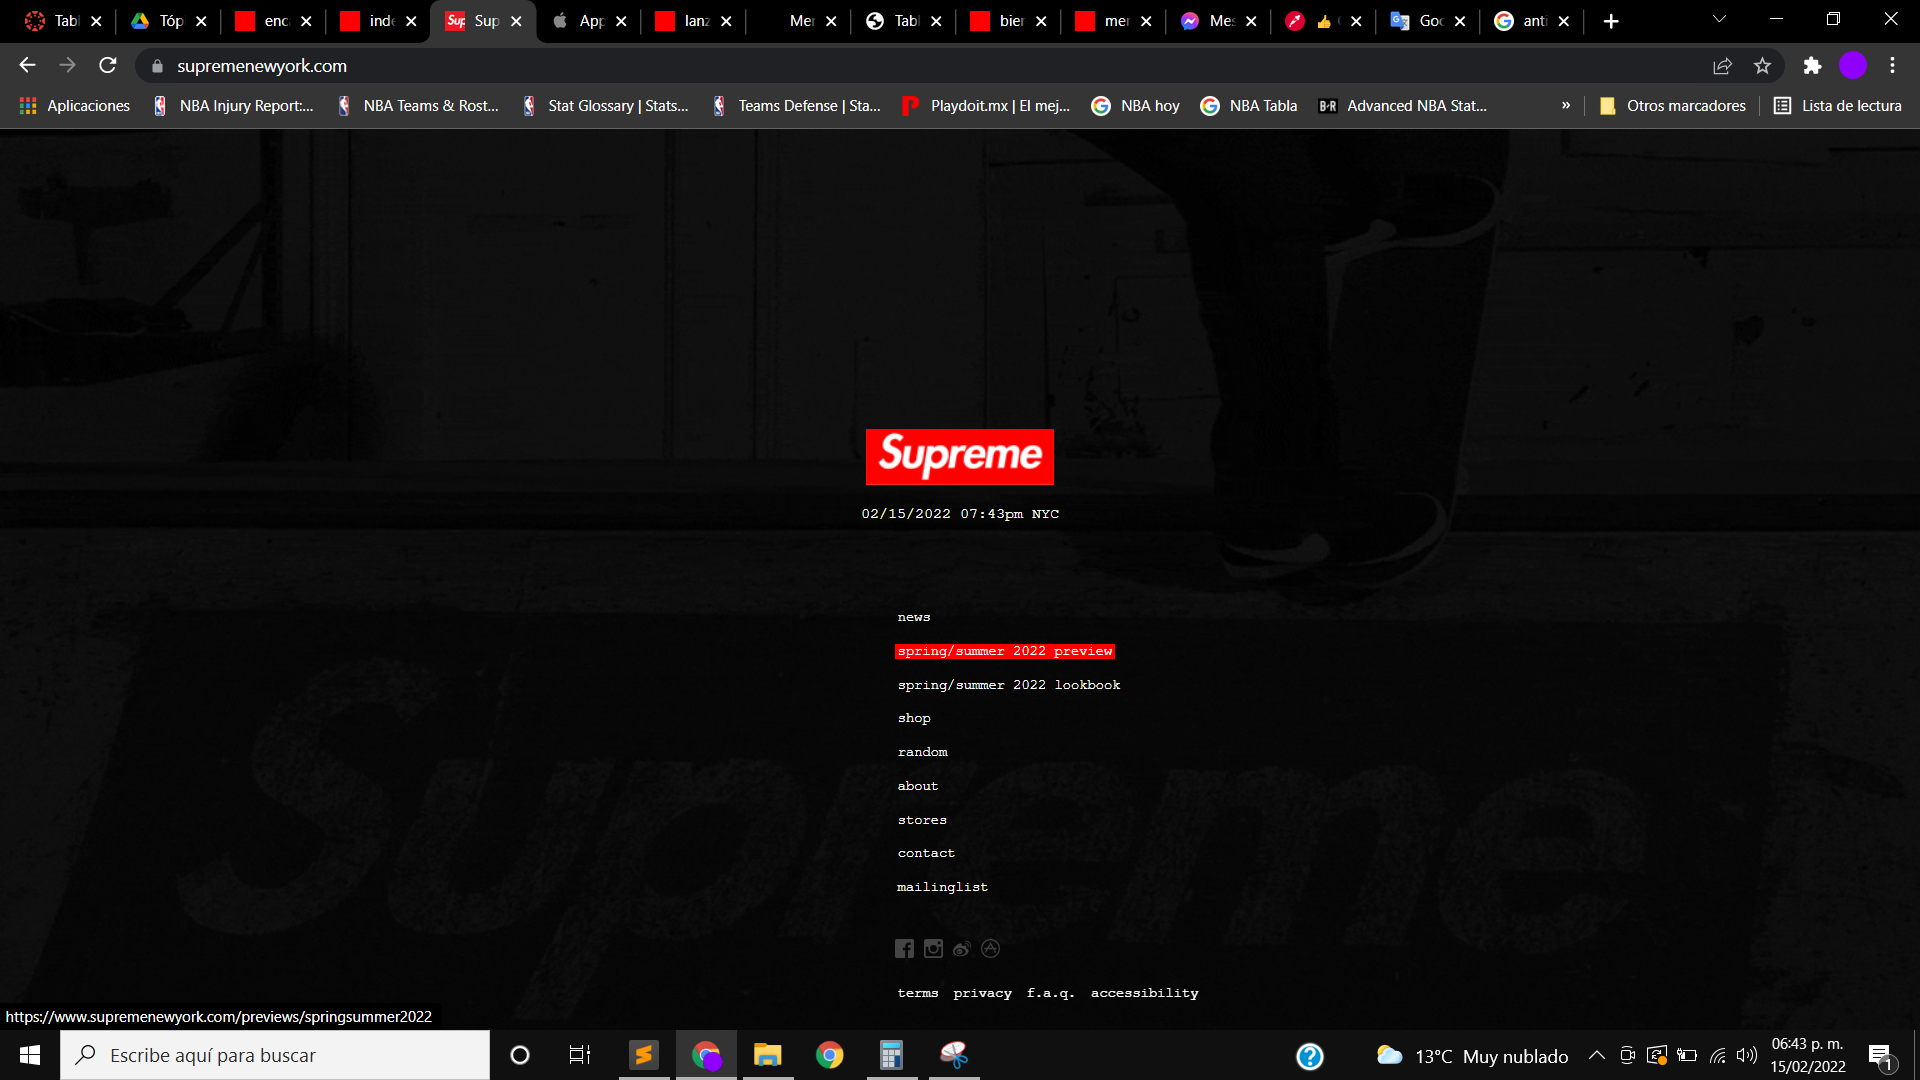 Tabl
Tóp
enc
inde
Sup
App
lanz
Mer
Tabl
bier
mer
Mes
Goo
anti
supremenewyork.com
Aplicaciones
NBA Injury Report:...
NBA Teams & Rost...
Stat Glossary | Stats...
Teams Defense | Sta...
Playdoit.mx | El mej...
NBA hoy
NBA Tabla
B/R
Advanced NBA Stat...
»
Otros marcadores
Lista de lectura
Supreme
02/15/2022 07:43pm NYC
news
spring/summer 2022 preview
spring/summer 2022 lookbook
shop
random
about
stores
contact
mailinglist
terms privacy f.a.q. accessibility
Supreme
https://www.supremenewyork.com/previews/springsummer2022
Escribe aquí para buscar
13°C Muy nublado
06:43 p. m.
15/02/2022
1